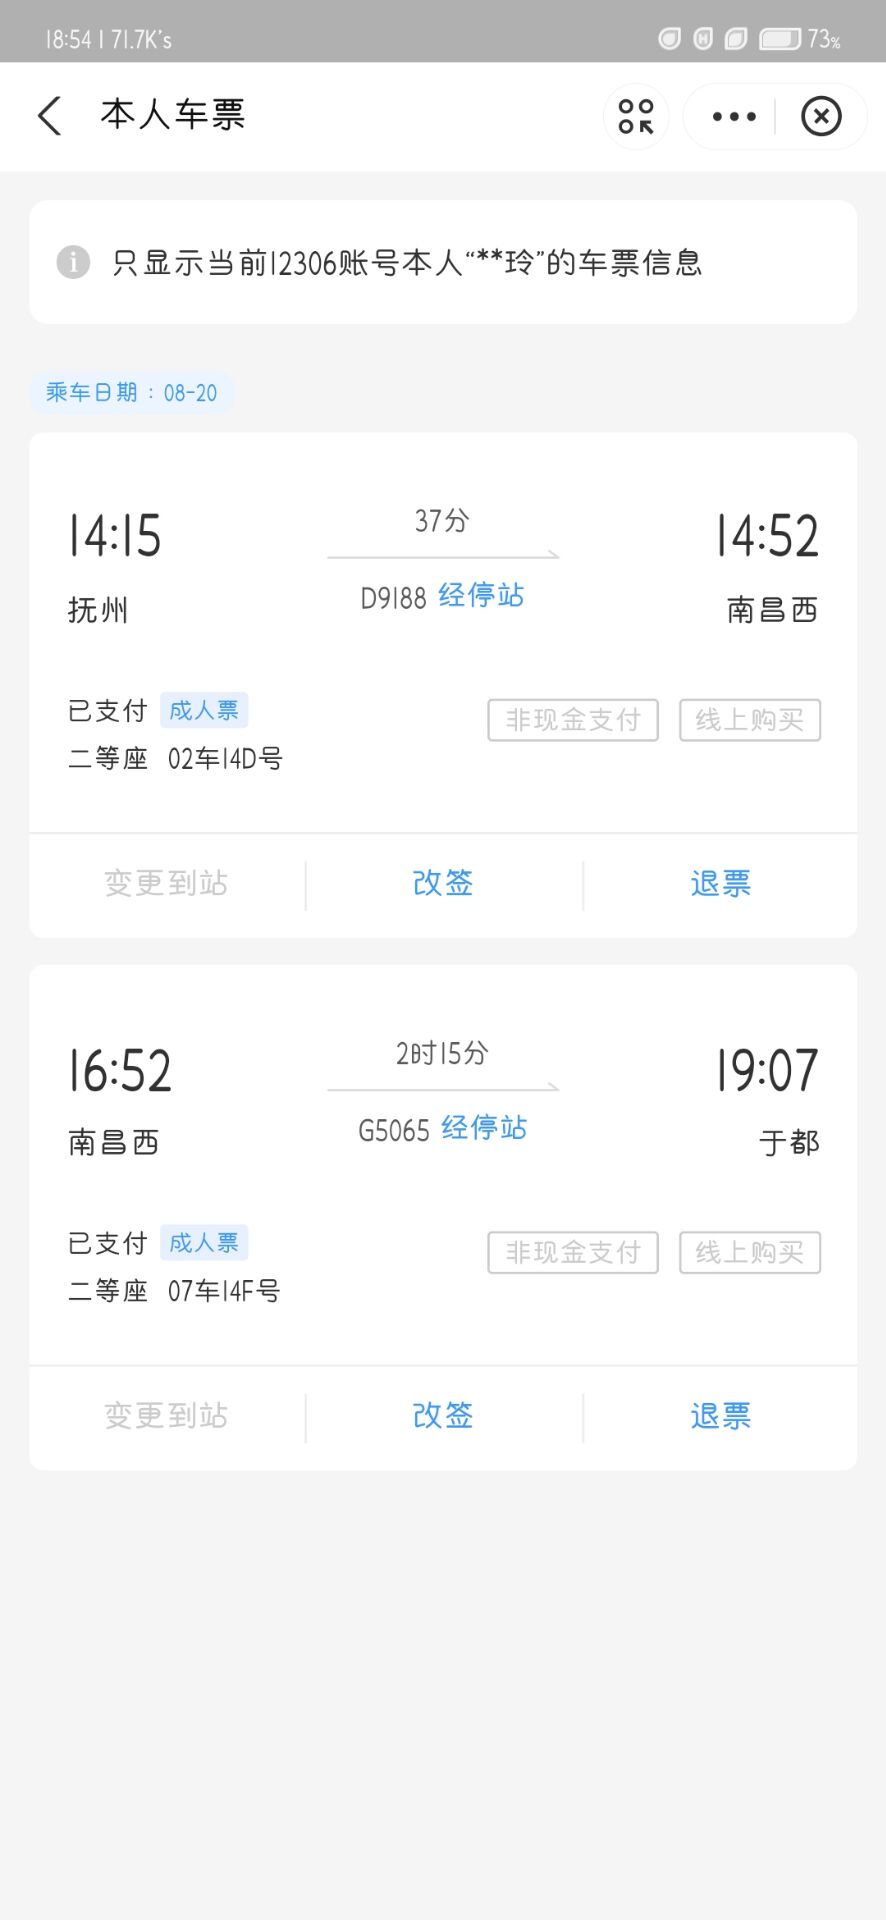 18:54 | 71.7K's
73%
本人车票
只显示当前12306账号本人“**玲”的车票信息
乘车日期：08-20
37分
14:15 14:52
D9188 经停站
抚州 南昌西
已支付 成人票 非现金支付 线上购买
二等座 02车14D号
变更到站 改签 退票
2时15分
16:52 19:07
G5065 经停站
南昌西 于都
已支付 成人票 非现金支付 线上购买
二等座 07车14F号
变更到站 改签 退票